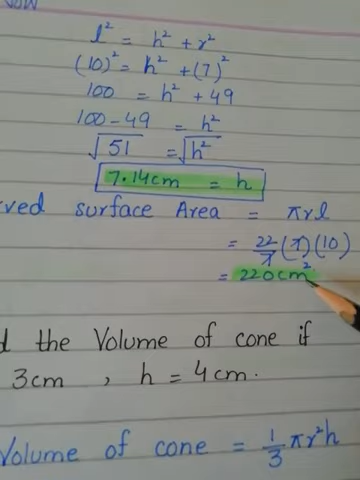 l² = h² + r²
(10)² = h² + (7)²
100 = h² + 49
100 - 49 = h²
√51 = √h²
7.14cm = h
surface Area = πrl
= 22/7 (7)(10)
= 220cm²
the Volume of cone if
3cm , h = 4cm.
Volume of cone = 1/3 πr²h